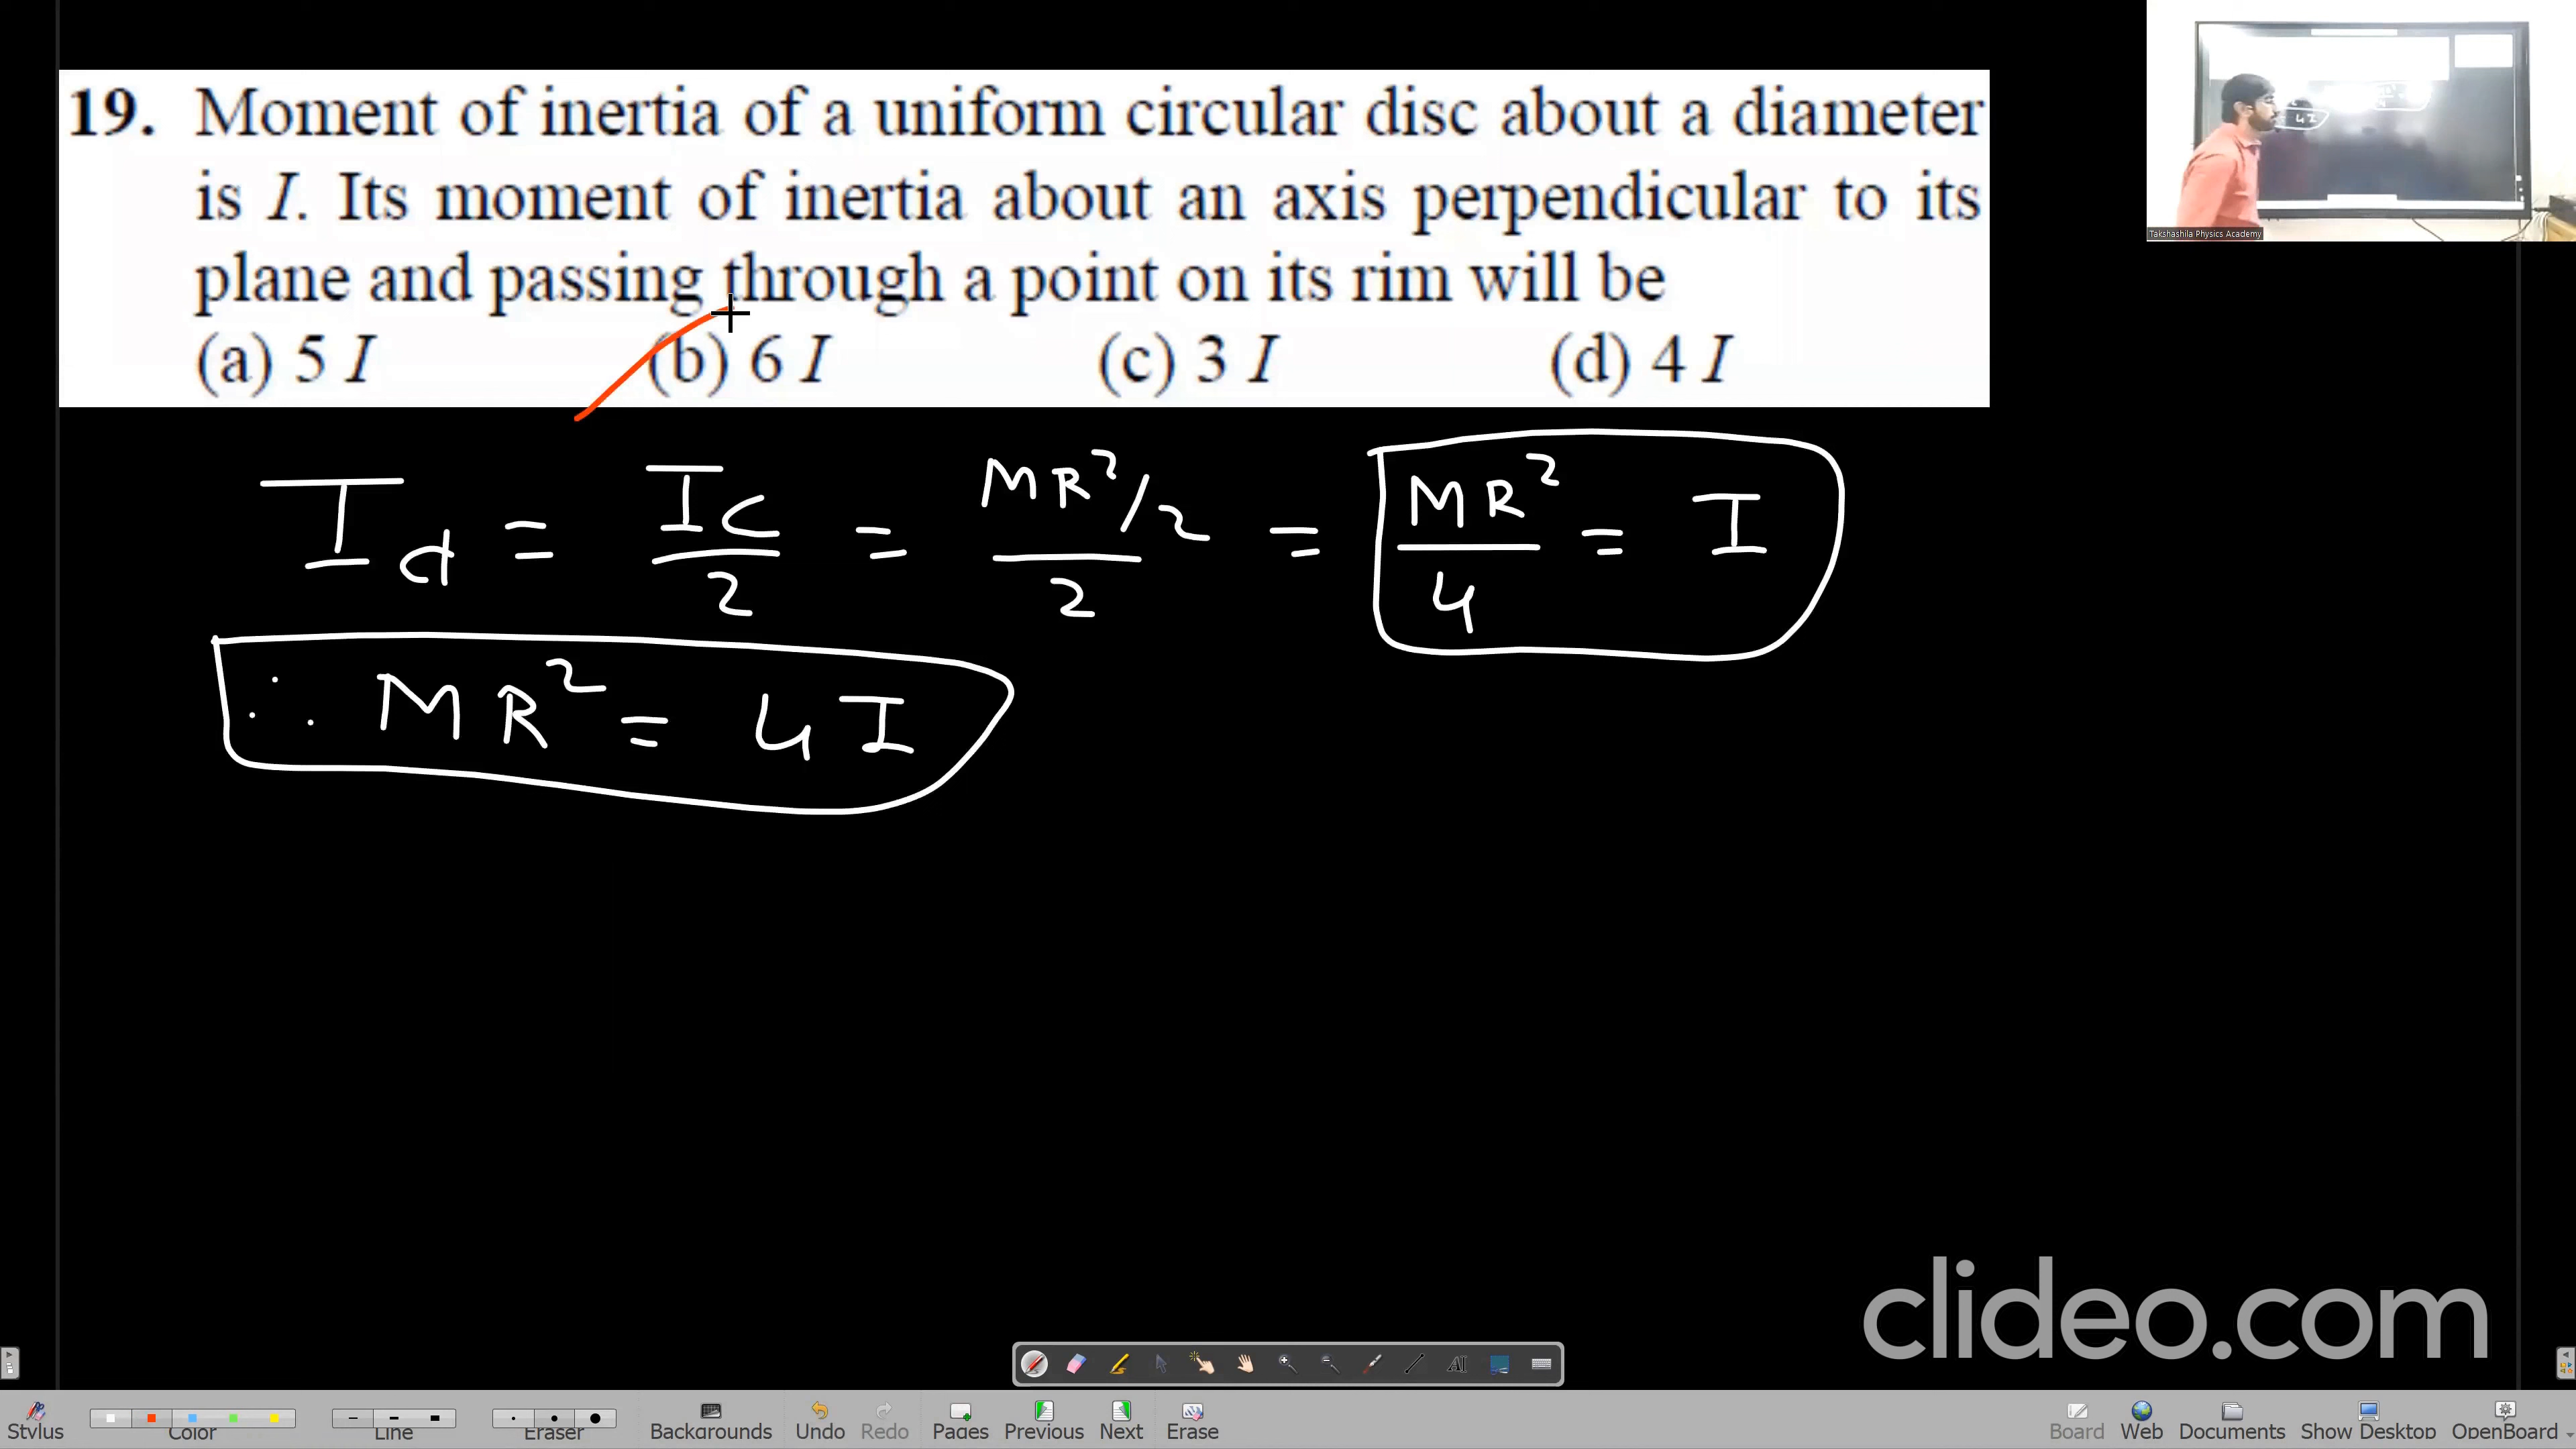 19. Moment of inertia of a uniform circular disc about a diameter
is I. Its moment of inertia about an axis perpendicular to its
plane and passing through a point on its rim will be
(a) 5 I (b) 6 I (c) 3 I (d) 4 I
I_d = I_C/2 = (MR²/2)/2 = MR²/4 = I
∴ MR² = 4I
4I
Takshashila Physics Academy
clideo.com
Stylus Color Line Eraser Backgrounds Undo Redo Pages Previous Next Erase Board Web Documents Show Desktop OpenBoard